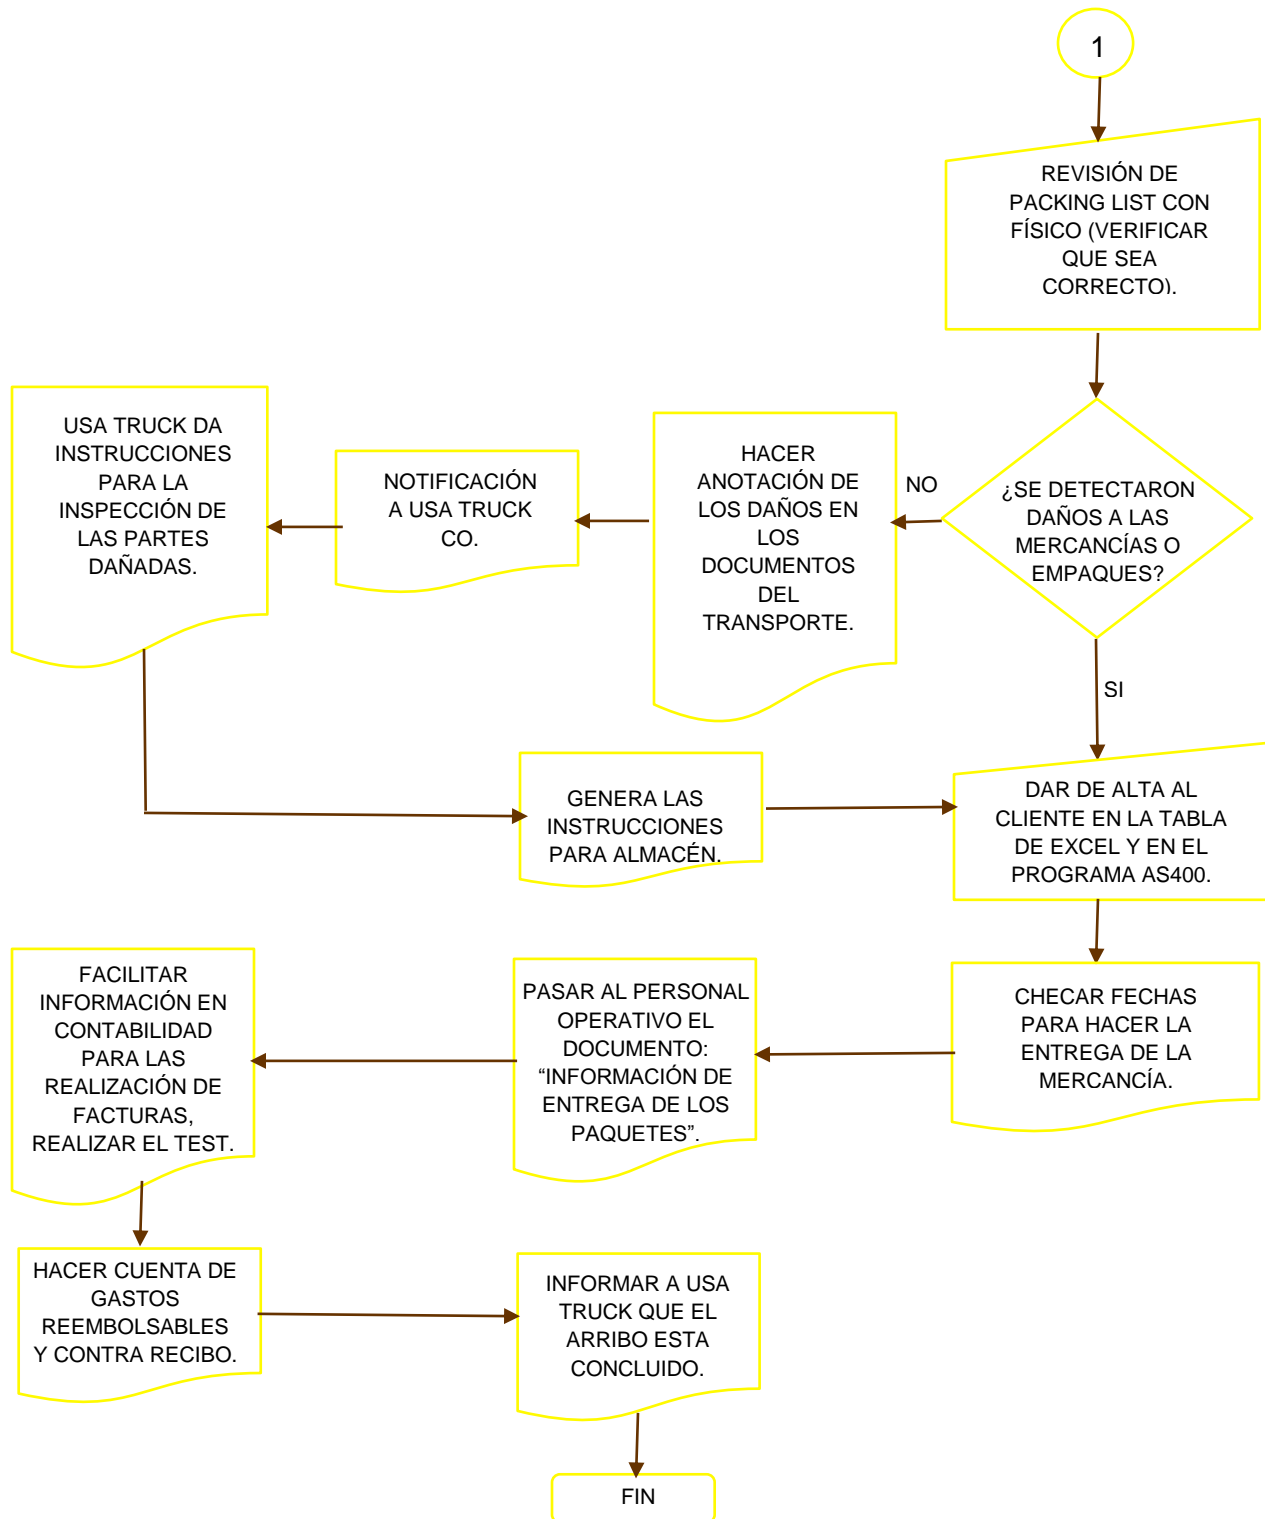 1
REVISIÓN DE
PACKING LIST CON
FÍSICO (VERIFICAR
QUE SEA
CORRECTO).
¿SE DETECTARON
DAÑOS A LAS
MERCANCÍAS O
EMPAQUES?
NO
SI
HACER
ANOTACIÓN DE
LOS DAÑOS EN
LOS
DOCUMENTOS
DEL
TRANSPORTE.
NOTIFICACIÓN
A USA TRUCK
CO.
USA TRUCK DA
INSTRUCCIONES
PARA LA
INSPECCIÓN DE
LAS PARTES
DAÑADAS.
GENERA LAS
INSTRUCCIONES
PARA ALMACÉN.
DAR DE ALTA AL
CLIENTE EN LA TABLA
DE EXCEL Y EN EL
PROGRAMA AS400.
CHECAR FECHAS
PARA HACER LA
ENTREGA DE LA
MERCANCÍA.
PASAR AL PERSONAL
OPERATIVO EL
DOCUMENTO:
“INFORMACIÓN DE
ENTREGA DE LOS
PAQUETES”.
FACILITAR
INFORMACIÓN EN
CONTABILIDAD
PARA LAS
REALIZACIÓN DE
FACTURAS,
REALIZAR EL TEST.
HACER CUENTA DE
GASTOS
REEMBOLSABLES
Y CONTRA RECIBO.
INFORMAR A USA
TRUCK QUE EL
ARRIBO ESTA
CONCLUIDO.
FIN